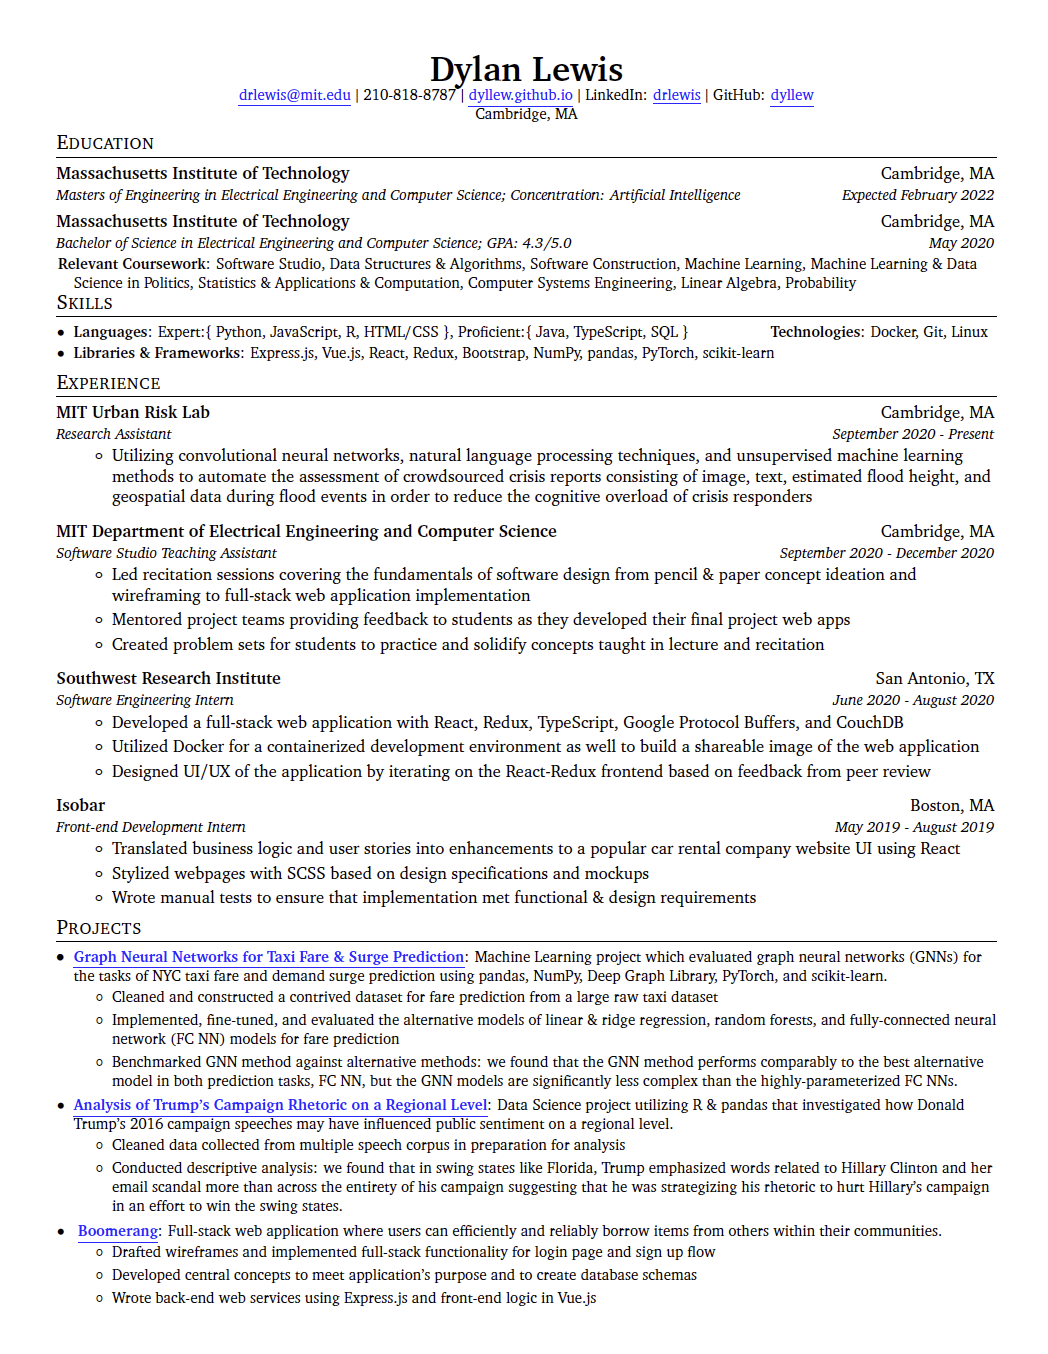 Dylan Lewis
drlewis@mit.edu | 210-818-8787 | dyllew.github.io | LinkedIn: drlewis | GitHub: dyllew
Cambridge, MA
EDUCATION
Massachusetts Institute of Technology Cambridge, MA
Masters of Engineering in Electrical Engineering and Computer Science; Concentration: Artificial Intelligence Expected February 2022
Massachusetts Institute of Technology Cambridge, MA
Bachelor of Science in Electrical Engineering and Computer Science; GPA: 4.3/5.0 May 2020
Relevant Coursework: Software Studio, Data Structures & Algorithms, Software Construction, Machine Learning, Machine Learning & Data
Science in Politics, Statistics & Applications & Computation, Computer Systems Engineering, Linear Algebra, Probability
SKILLS
• Languages: Expert:{ Python, JavaScript, R, HTML/CSS }, Proficient:{ Java, TypeScript, SQL } Technologies: Docker, Git, Linux
• Libraries & Frameworks: Express.js, Vue.js, React, Redux, Bootstrap, NumPy, pandas, PyTorch, scikit-learn
EXPERIENCE
MIT Urban Risk Lab Cambridge, MA
Research Assistant September 2020 - Present
◦ Utilizing convolutional neural networks, natural language processing techniques, and unsupervised machine learning
methods to automate the assessment of crowdsourced crisis reports consisting of image, text, estimated flood height, and
geospatial data during flood events in order to reduce the cognitive overload of crisis responders
MIT Department of Electrical Engineering and Computer Science Cambridge, MA
Software Studio Teaching Assistant September 2020 - December 2020
◦ Led recitation sessions covering the fundamentals of software design from pencil & paper concept ideation and
wireframing to full-stack web application implementation
◦ Mentored project teams providing feedback to students as they developed their final project web apps
◦ Created problem sets for students to practice and solidify concepts taught in lecture and recitation
Southwest Research Institute San Antonio, TX
Software Engineering Intern June 2020 - August 2020
◦ Developed a full-stack web application with React, Redux, TypeScript, Google Protocol Buffers, and CouchDB
◦ Utilized Docker for a containerized development environment as well to build a shareable image of the web application
◦ Designed UI/UX of the application by iterating on the React-Redux frontend based on feedback from peer review
Isobar Boston, MA
Front-end Development Intern May 2019 - August 2019
◦ Translated business logic and user stories into enhancements to a popular car rental company website UI using React
◦ Stylized webpages with SCSS based on design specifications and mockups
◦ Wrote manual tests to ensure that implementation met functional & design requirements
PROJECTS
• Graph Neural Networks for Taxi Fare & Surge Prediction: Machine Learning project which evaluated graph neural networks (GNNs) for
the tasks of NYC taxi fare and demand surge prediction using pandas, NumPy, Deep Graph Library, PyTorch, and scikit-learn.
◦ Cleaned and constructed a contrived dataset for fare prediction from a large raw taxi dataset
◦ Implemented, fine-tuned, and evaluated the alternative models of linear & ridge regression, random forests, and fully-connected neural
network (FC NN) models for fare prediction
◦ Benchmarked GNN method against alternative methods: we found that the GNN method performs comparably to the best alternative
model in both prediction tasks, FC NN, but the GNN models are significantly less complex than the highly-parameterized FC NNs.
• Analysis of Trump's Campaign Rhetoric on a Regional Level: Data Science project utilizing R & pandas that investigated how Donald
Trump's 2016 campaign speeches may have influenced public sentiment on a regional level.
◦ Cleaned data collected from multiple speech corpus in preparation for analysis
◦ Conducted descriptive analysis: we found that in swing states like Florida, Trump emphasized words related to Hillary Clinton and her
email scandal more than across the entirety of his campaign suggesting that he was strategizing his rhetoric to hurt Hillary's campaign
in an effort to win the swing states.
• Boomerang: Full-stack web application where users can efficiently and reliably borrow items from others within their communities.
◦ Drafted wireframes and implemented full-stack functionality for login page and sign up flow
◦ Developed central concepts to meet application's purpose and to create database schemas
◦ Wrote back-end web services using Express.js and front-end logic in Vue.js